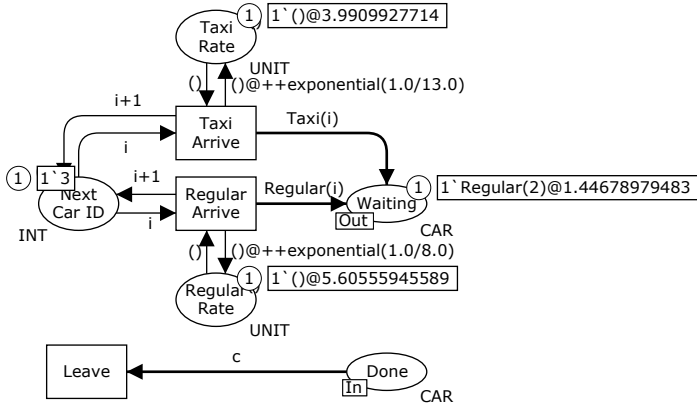 1
1`()@3.9909927714
Taxi
Rate
UNIT
()
()@++exponential(1.0/13.0)
i+1
Taxi
Arrive
Taxi(i)
i
1
1`3
Next
Car ID
INT
i+1
i
Regular
Arrive
Regular(i)
1
1`Regular(2)@1.44678979483
Waiting
Out
CAR
()
()@++exponential(1.0/8.0)
1
1`()@5.60555945589
Regular
Rate
UNIT
Leave
c
Done
In
CAR